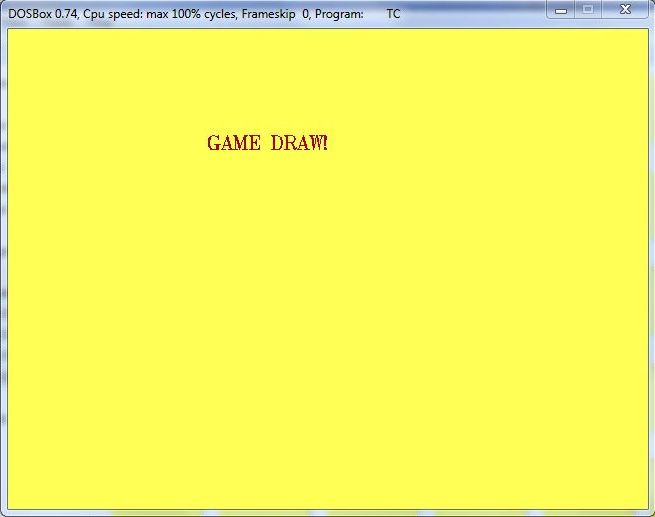 DOSBox 0.74, Cpu speed: max 100% cycles, Frameskip 0, Program: TC
GAME DRAW!